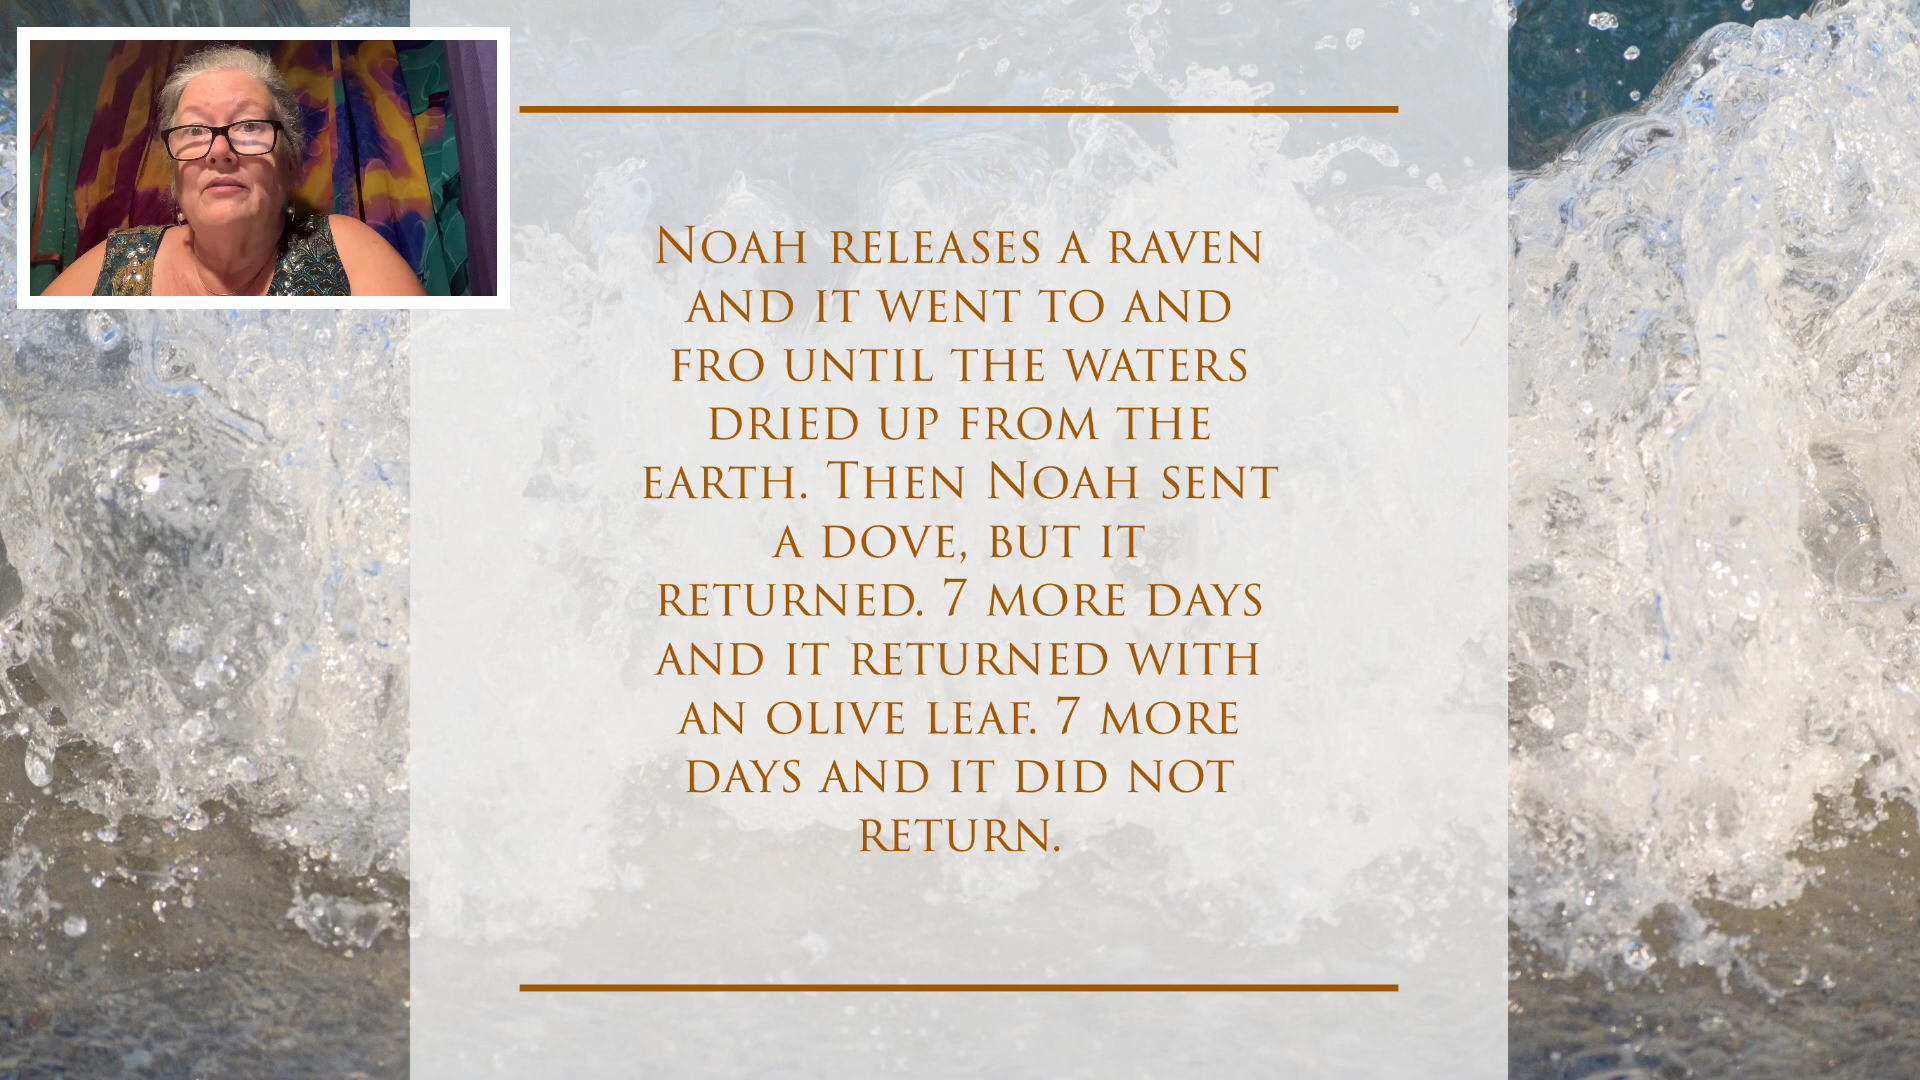 Noah releases a raven
and it went to and
fro until the waters
dried up from the
earth. Then Noah sent
a dove, but it
returned. 7 more days
and it returned with
an olive leaf. 7 more
days and it did not
return.